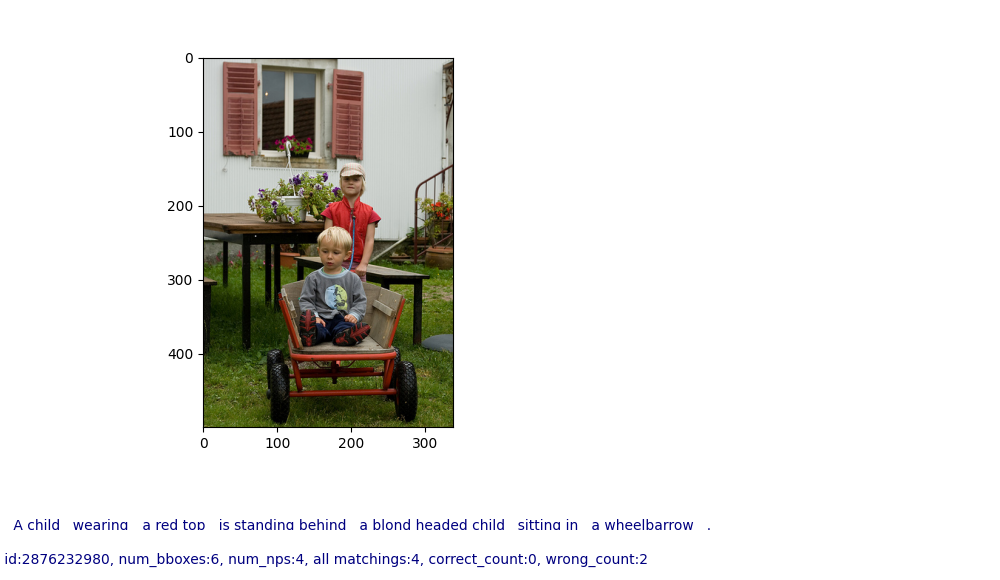 0
100
200
300
400
0 100 200 300
A child wearing a red top is standing behind a blond headed child sitting in a wheelbarrow .
id:2876232980, num_bboxes:6, num_nps:4, all matchings:4, correct_count:0, wrong_count:2